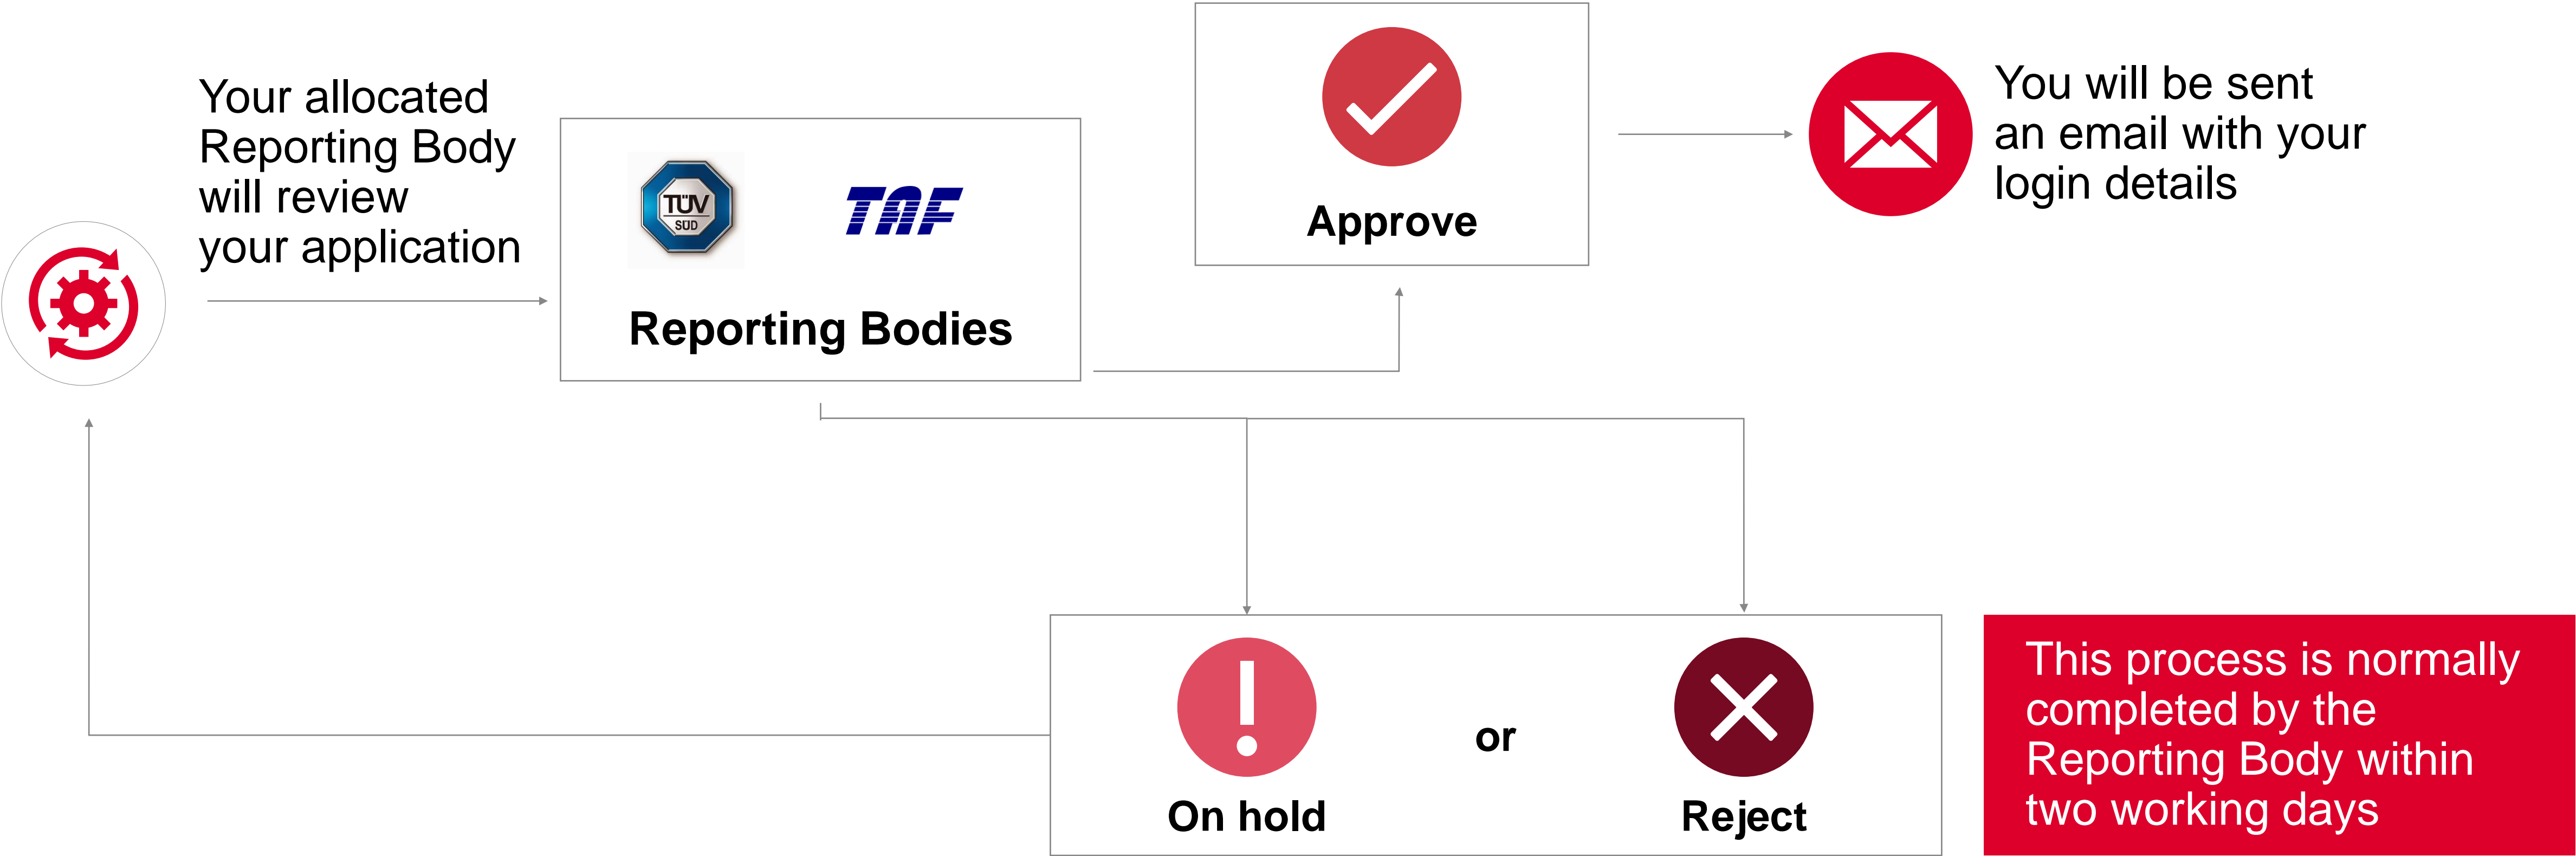 Your allocated
Reporting Body
will review
your application
TÜV
SÜD
TAF
Reporting Bodies
Approve
You will be sent
an email with your
login details
On hold
or
Reject
This process is normally
completed by the
Reporting Body within
two working days